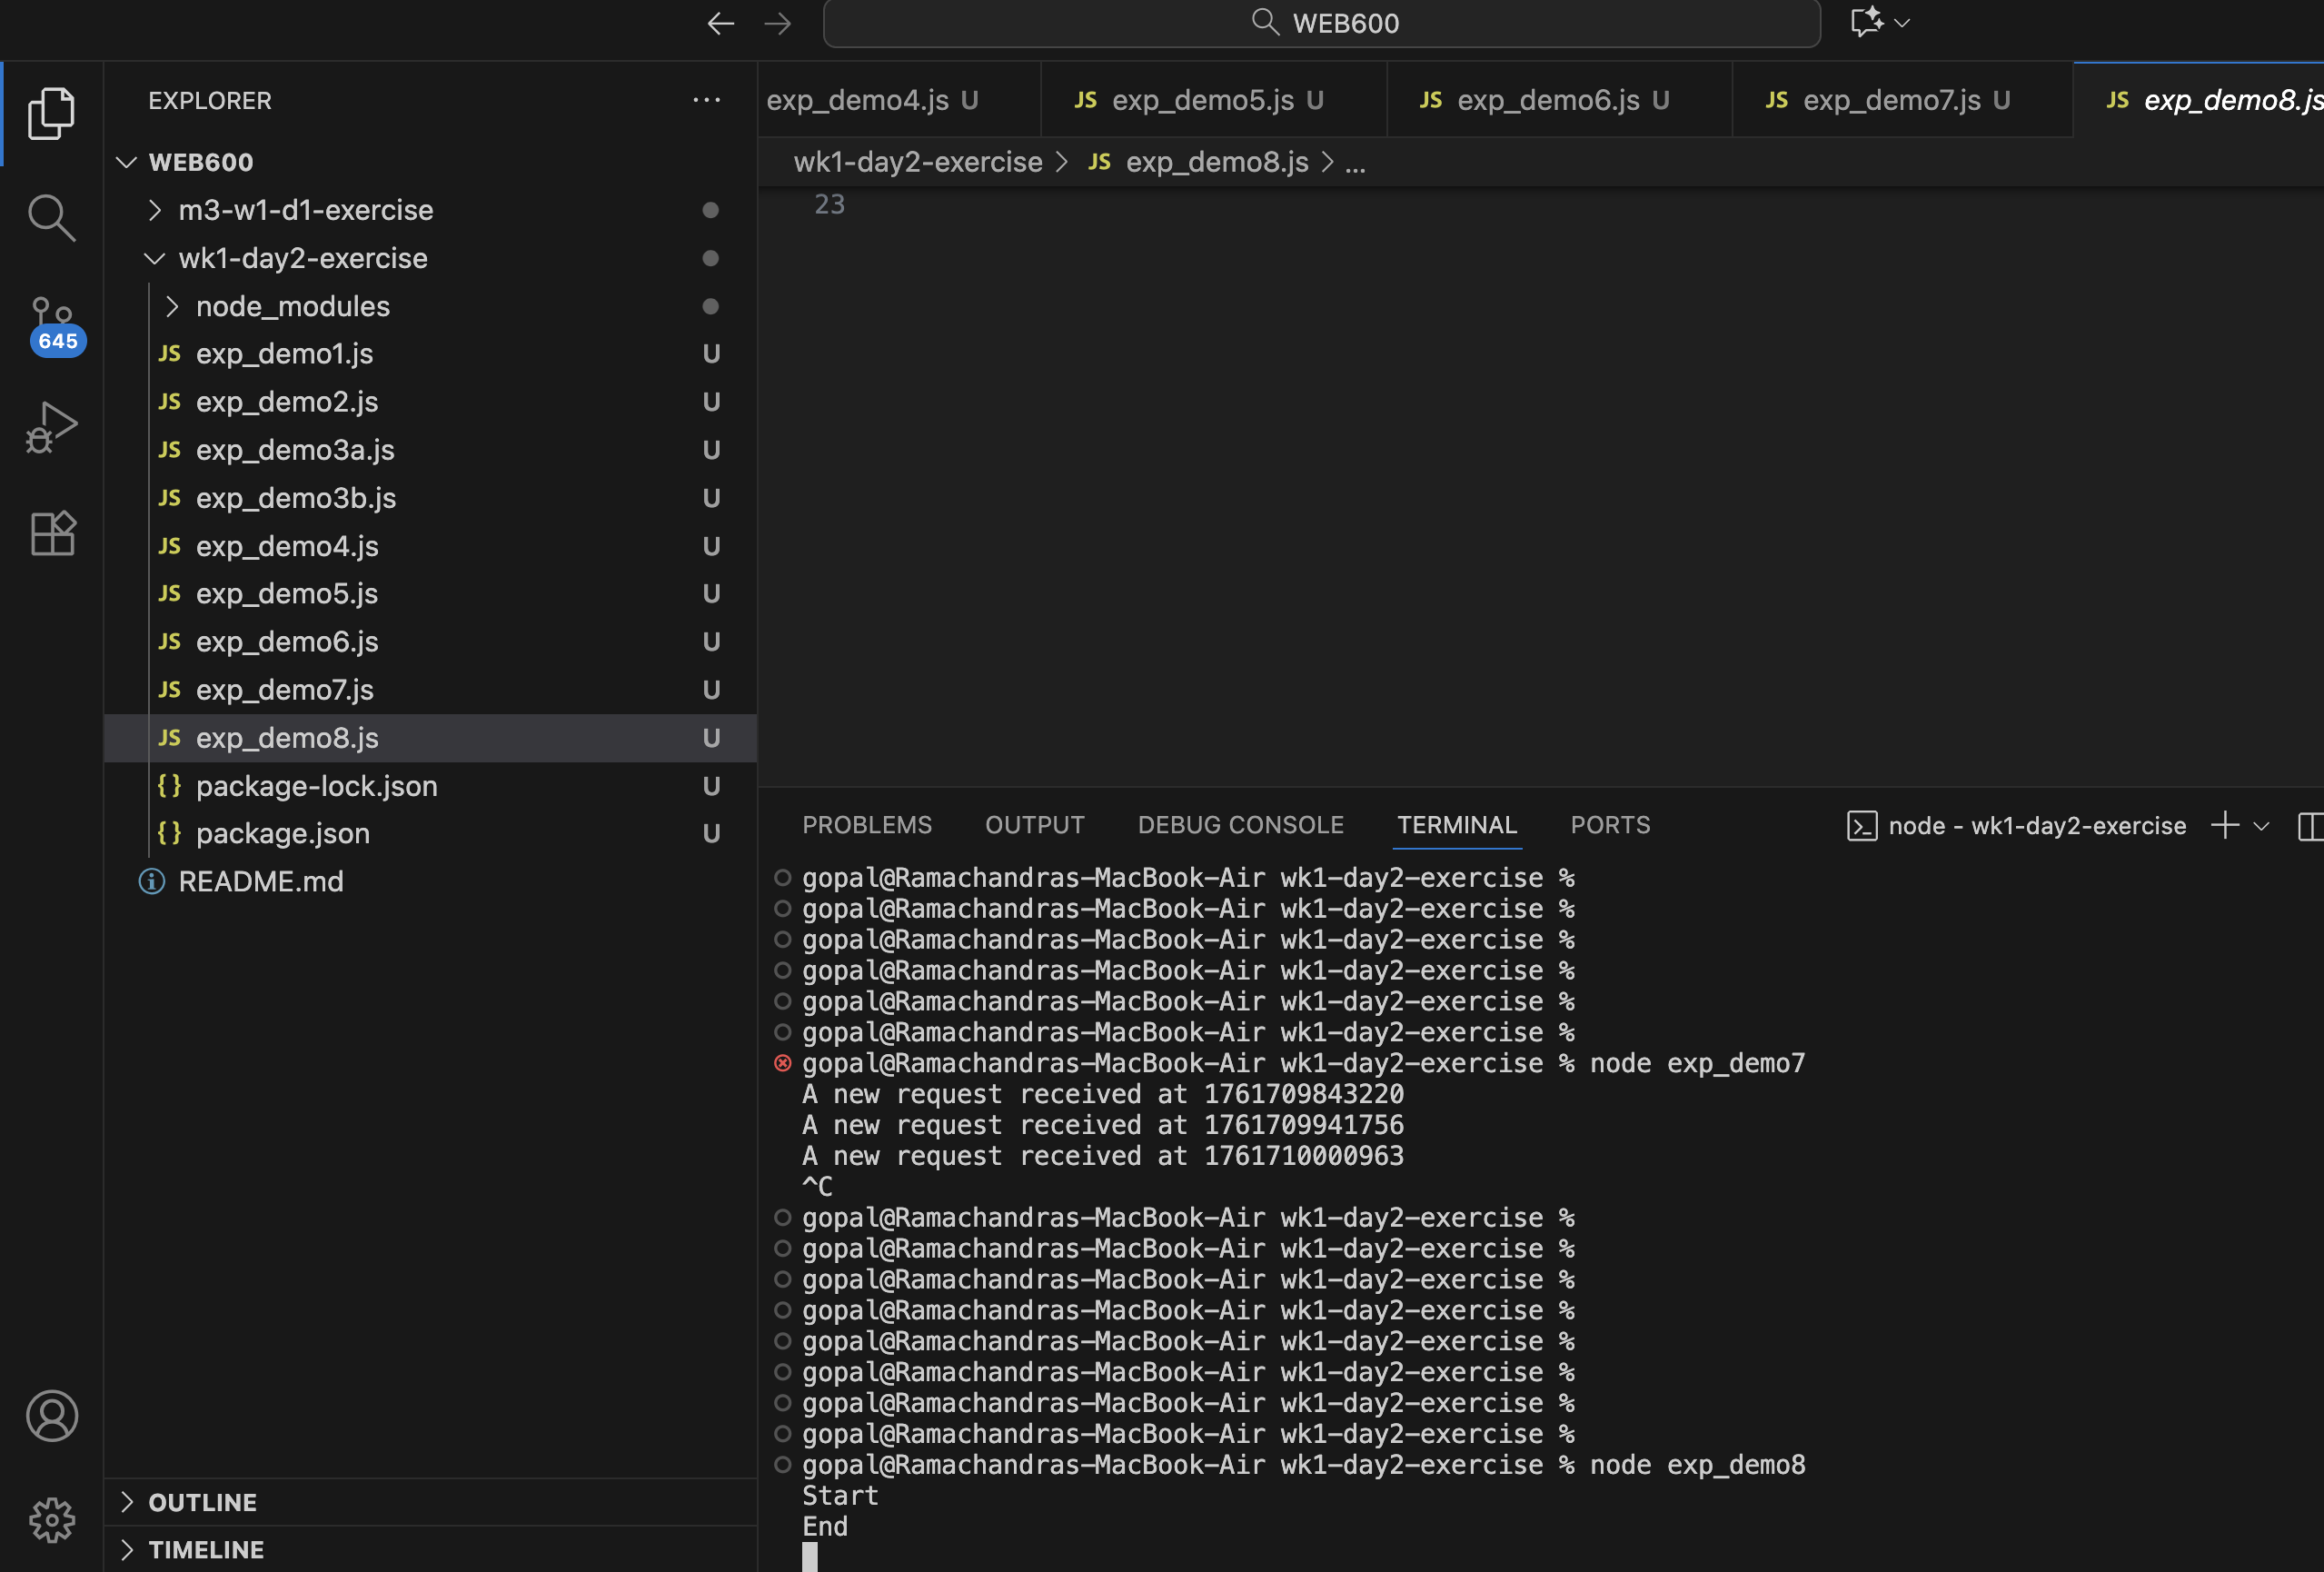 WEB600
EXPLORER
WEB600
m3-w1-d1-exercise
wk1-day2-exercise
node_modules
JS exp_demo1.js U
JS exp_demo2.js U
JS exp_demo3a.js U
JS exp_demo3b.js U
JS exp_demo4.js U
JS exp_demo5.js U
JS exp_demo6.js U
JS exp_demo7.js U
JS exp_demo8.js U
{} package-lock.json U
{} package.json U
README.md
OUTLINE
TIMELINE
645
exp_demo4.js U JS exp_demo5.js U JS exp_demo6.js U JS exp_demo7.js U JS exp_demo8.js
wk1-day2-exercise > JS exp_demo8.js > ...
23
PROBLEMS OUTPUT DEBUG CONSOLE TERMINAL PORTS node - wk1-day2-exercise
gopal@Ramachandras-MacBook-Air wk1-day2-exercise %
gopal@Ramachandras-MacBook-Air wk1-day2-exercise %
gopal@Ramachandras-MacBook-Air wk1-day2-exercise %
gopal@Ramachandras-MacBook-Air wk1-day2-exercise %
gopal@Ramachandras-MacBook-Air wk1-day2-exercise %
gopal@Ramachandras-MacBook-Air wk1-day2-exercise %
gopal@Ramachandras-MacBook-Air wk1-day2-exercise % node exp_demo7
A new request received at 1761709843220
A new request received at 1761709941756
A new request received at 1761710000963
^C
gopal@Ramachandras-MacBook-Air wk1-day2-exercise %
gopal@Ramachandras-MacBook-Air wk1-day2-exercise %
gopal@Ramachandras-MacBook-Air wk1-day2-exercise %
gopal@Ramachandras-MacBook-Air wk1-day2-exercise %
gopal@Ramachandras-MacBook-Air wk1-day2-exercise %
gopal@Ramachandras-MacBook-Air wk1-day2-exercise %
gopal@Ramachandras-MacBook-Air wk1-day2-exercise %
gopal@Ramachandras-MacBook-Air wk1-day2-exercise %
gopal@Ramachandras-MacBook-Air wk1-day2-exercise % node exp_demo8
Start
End